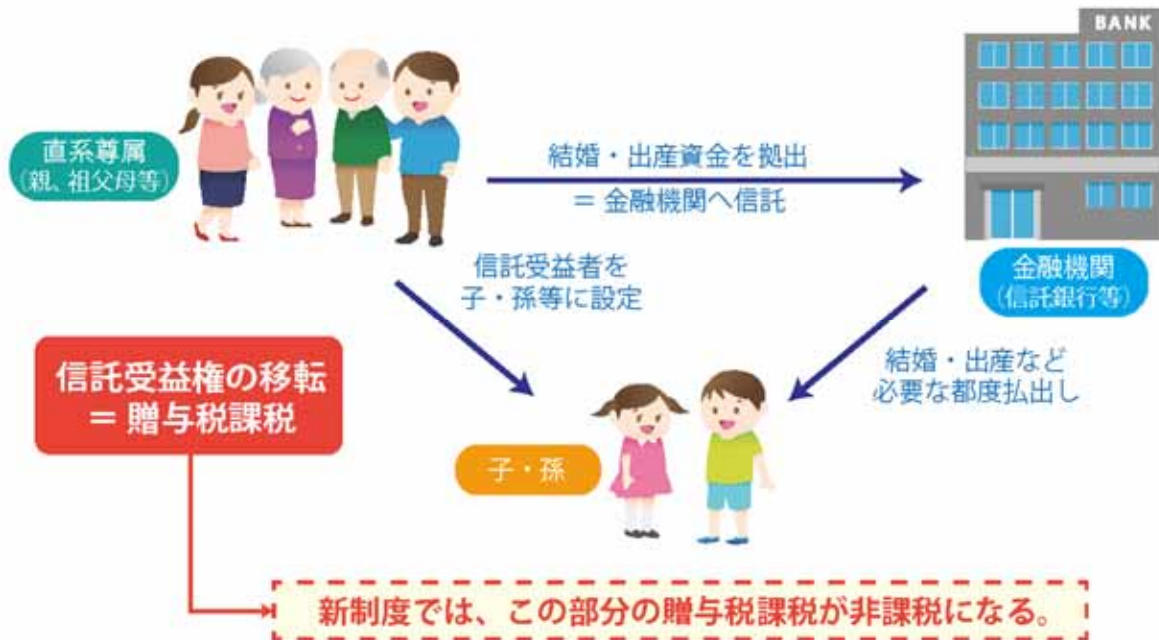 BANK
直系尊属
（親、祖父母等）
結婚・出産資金を拠出
＝ 金融機関へ信託
金融機関
（信託銀行等）
信託受益者を
子・孫等に設定
結婚・出産など
必要な都度払出し
信託受益権の移転
＝ 贈与税課税
子・孫
新制度では、この部分の贈与税課税が非課税になる。